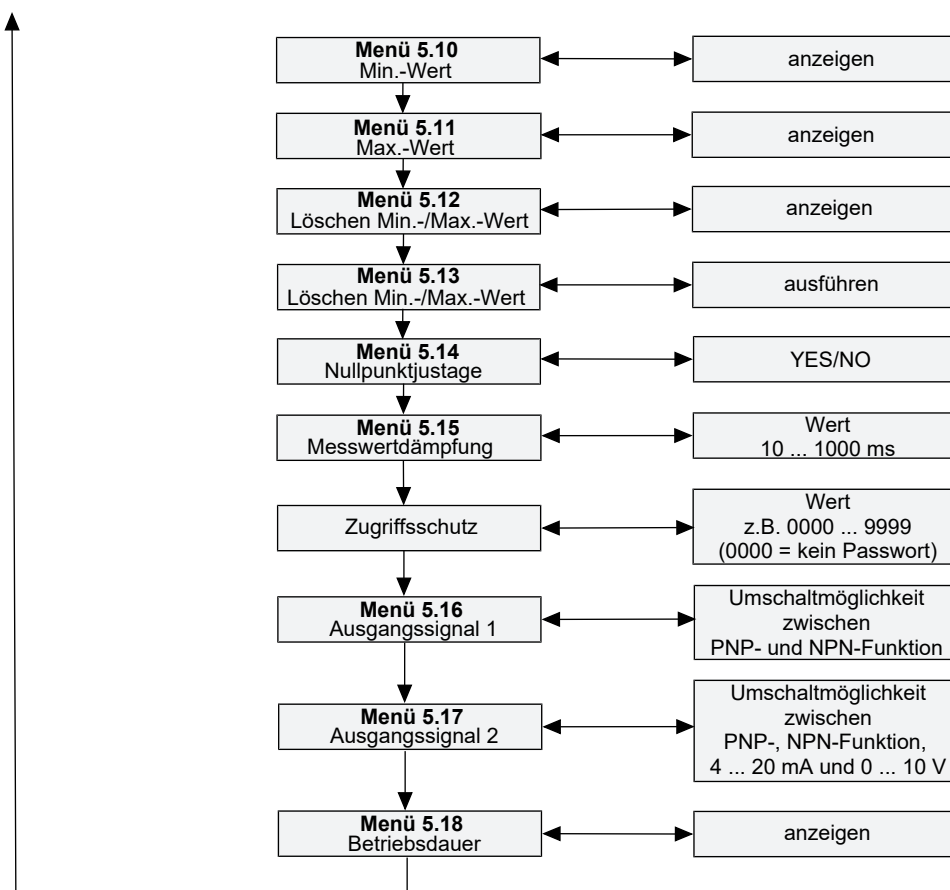 Menü 5.10
Min.-Wert
anzeigen
Menü 5.11
Max.-Wert
anzeigen
Menü 5.12
Löschen Min.-/Max.-Wert
anzeigen
Menü 5.13
Löschen Min.-/Max.-Wert
ausführen
Menü 5.14
Nullpunktjustage
YES/NO
Menü 5.15
Messwertdämpfung
Wert
10 ... 1000 ms
Zugriffsschutz
Wert
z.B. 0000 ... 9999
(0000 = kein Passwort)
Menü 5.16
Ausgangssignal 1
Umschaltmöglichkeit
zwischen
PNP- und NPN-Funktion
Menü 5.17
Ausgangssignal 2
Umschaltmöglichkeit
zwischen
PNP-, NPN-Funktion,
4 ... 20 mA und 0 ... 10 V
Menü 5.18
Betriebsdauer
anzeigen